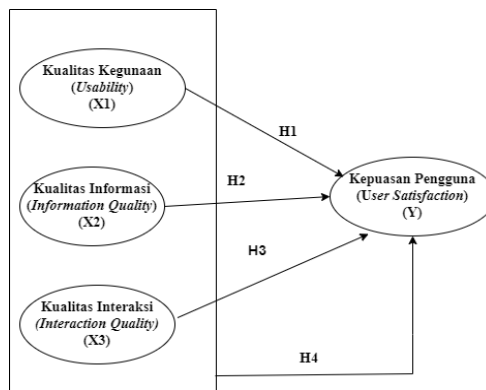 Kualitas Kegunaan
(Usability)
(X1)
H1
Kualitas Informasi
(Information Quality)
(X2)
H2
Kepuasan Pengguna
(User Satisfaction)
(Y)
H3
Kualitas Interaksi
(Interaction Quality)
(X3)
H4